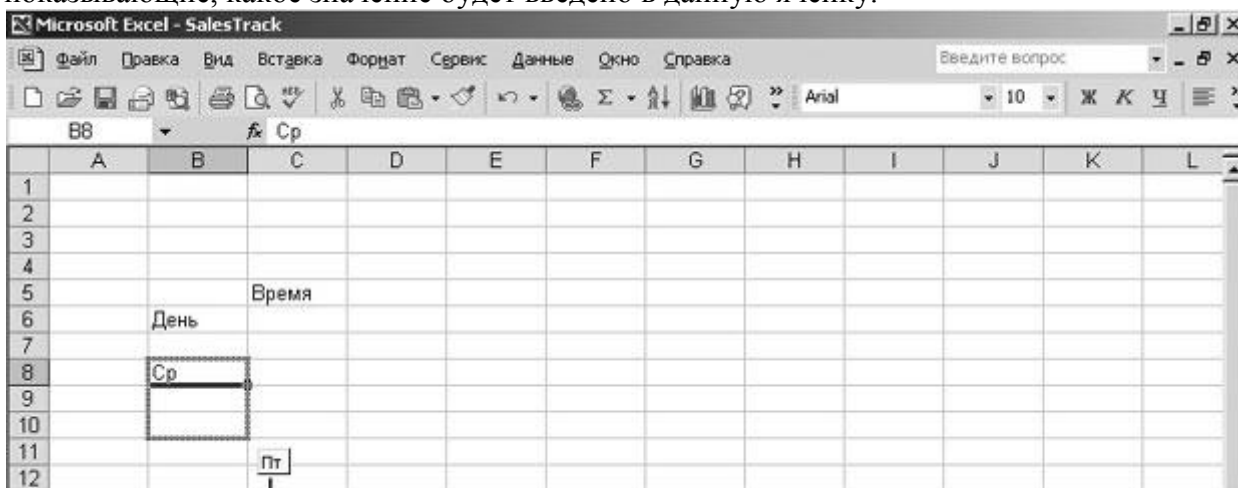 показывающие, какое значение будет введено в данную ячейку.
Microsoft Excel - SalesTrack
Файл Правка Вид Вставка Формат Сервис Данные Окно Справка Введите вопрос
Arial 10 Ж К Ч
B8 fx Ср
A B C D E F G H I J K L
1
2
3
4
5 Время
6 День
7
8 Ср
9
10
11 Пт
12